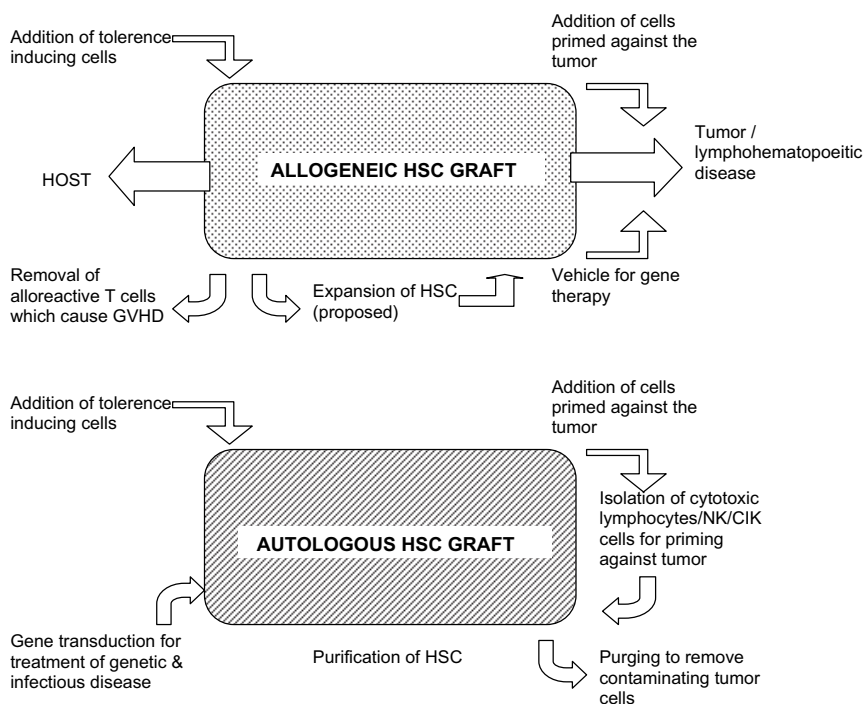 Addition of tolerence
inducing cells
Addition of cells
primed against the
tumor
ALLOGENEIC HSC GRAFT
HOST
Tumor /
lymphohematopoeitic
disease
Removal of
alloreactive T cells
which cause GVHD
Expansion of HSC
(proposed)
Vehicle for gene
therapy
Addition of tolerence
inducing cells
Addition of cells
primed against the
tumor
AUTOLOGOUS HSC GRAFT
Isolation of cytotoxic
lymphocytes/NK/CIK
cells for priming
against tumor
Gene transduction for
treatment of genetic &
infectious disease
Purification of HSC
Purging to remove
contaminating tumor
cells